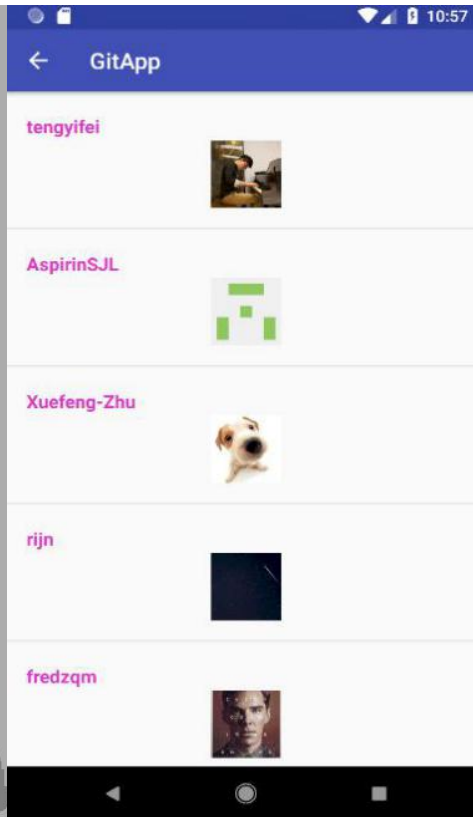 10:57
GitApp
tengyifei
AspirinSJL
Xuefeng-Zhu
rijn
fredzqm